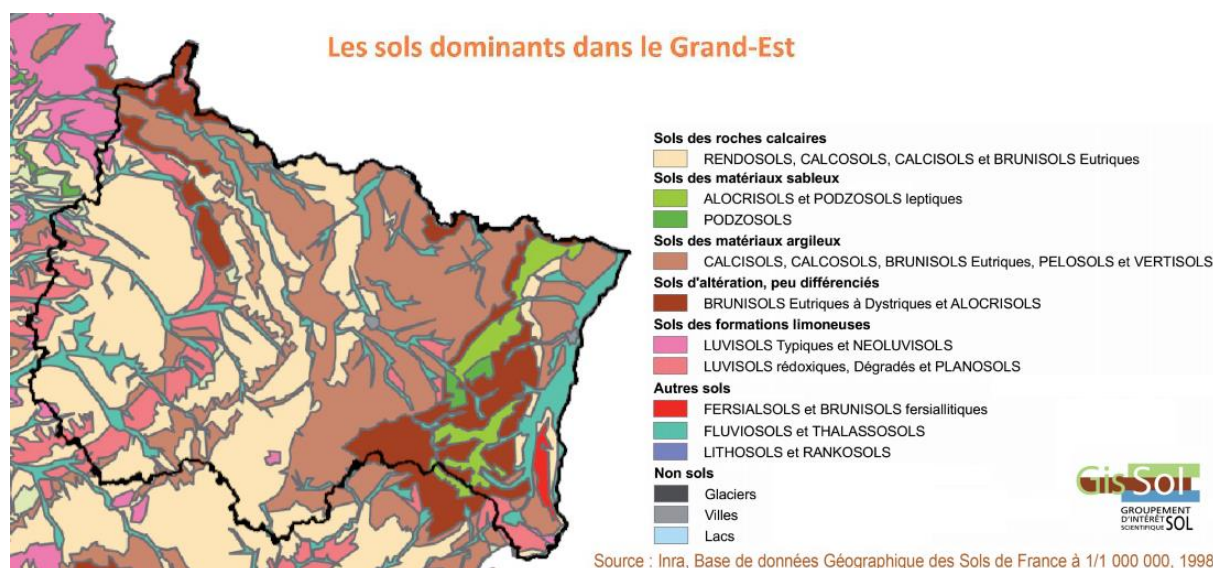 Les sols dominants dans le Grand-Est
Sols des roches calcaires
RENDOSOLS, CALCOSOLS, CALCISOLS et BRUNISOLS Eutriques
Sols des matériaux sableux
ALOCRISOLS et PODZOSOLS leptiques
PODZOSOLS
Sols des matériaux argileux
CALCISOLS, CALCOSOLS, BRUNISOLS Eutriques, PELOSOLS et VERTISOLS
Sols d'altération, peu différenciés
BRUNISOLS Eutriques à Dystriques et ALOCRISOLS
Sols des formations limoneuses
LUVISOLS Typiques et NEOLUVISOLS
LUVISOLS rédoxiques, Dégradés et PLANOSOLS
Autres sols
FERSIALSOLS et BRUNISOLS fersiallitiques
FLUVIOSOLS et THALASSOSOLS
LITHOSOLS et RANKOSOLS
Non sols
Glaciers
Villes
Lacs
Gis Sol
GROUPEMENT
D'INTÉRÊT
SCIENTIFIQUE SOL
Source : Inra, Base de données Géographique des Sols de France à 1/1 000 000, 1998